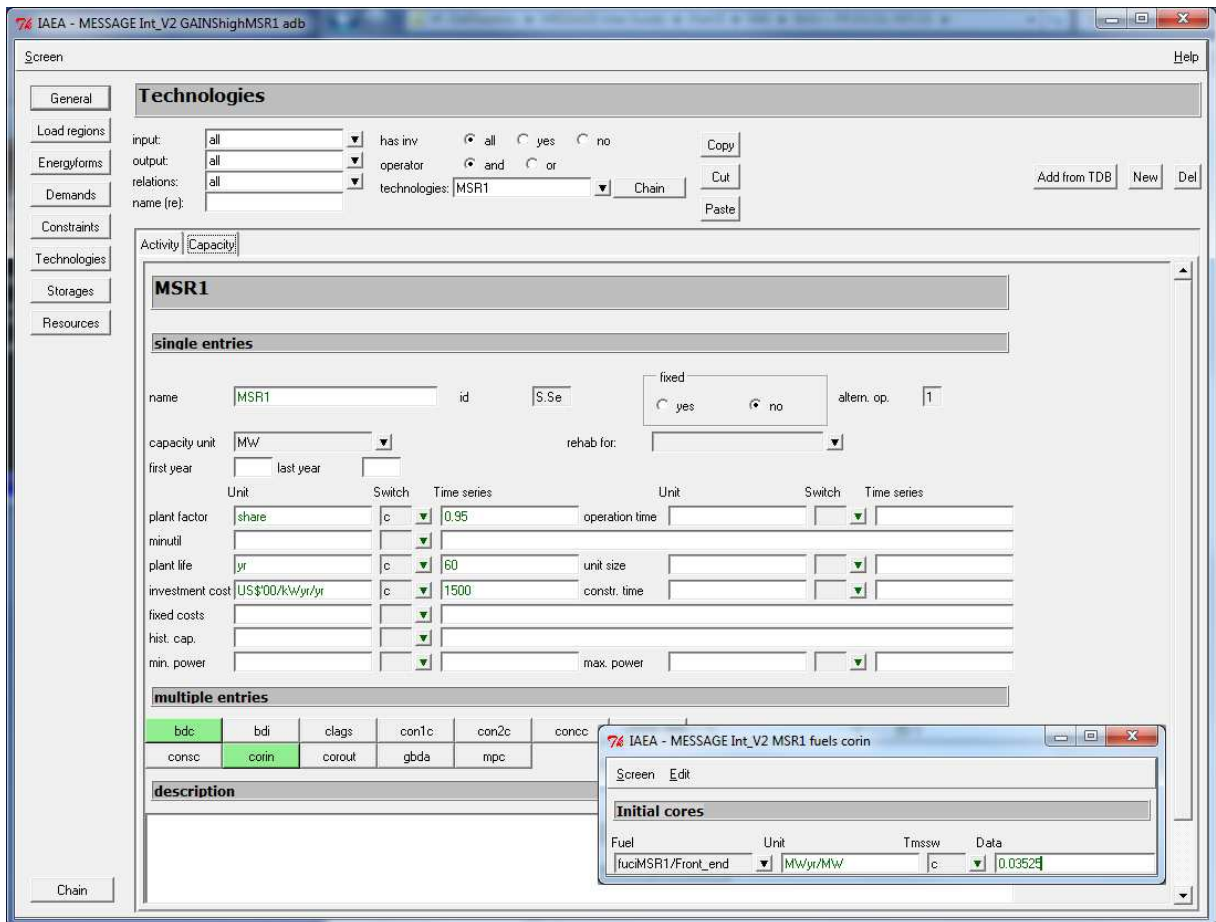 IAEA - MESSAGE Int_V2 GAINShighMSR1 adb
Screen Help
General
Load regions
Energyforms
Demands
Constraints
Technologies
Storages
Resources
Chain
Technologies
input: all has inv all yes no Copy
output: all operator and or Cut
relations: all technologies: MSR1 Chain Add from TDB New Del
name (re): Paste
Activity Capacity
MSR1
single entries
name MSR1 id S.Se fixed yes no altern. op. 1
capacity unit MW rehab for:
first year last year
Unit Switch Time series Unit Switch Time series
plant factor share c 0.95 operation time
minutil
plant life yr c 60 unit size
investment cost US$'00/kWyr/yr c 1500 constr. time
fixed costs
hist. cap.
min. power max. power
multiple entries
bdc bdi clags con1c con2c concc
consc corin corout gbda mpc
description
IAEA - MESSAGE Int_V2 MSR1 fuels corin
Screen Edit
Initial cores
Fuel Unit Tmssw Data
fuciMSR1/Front_end MWyr/MW c 0.03525